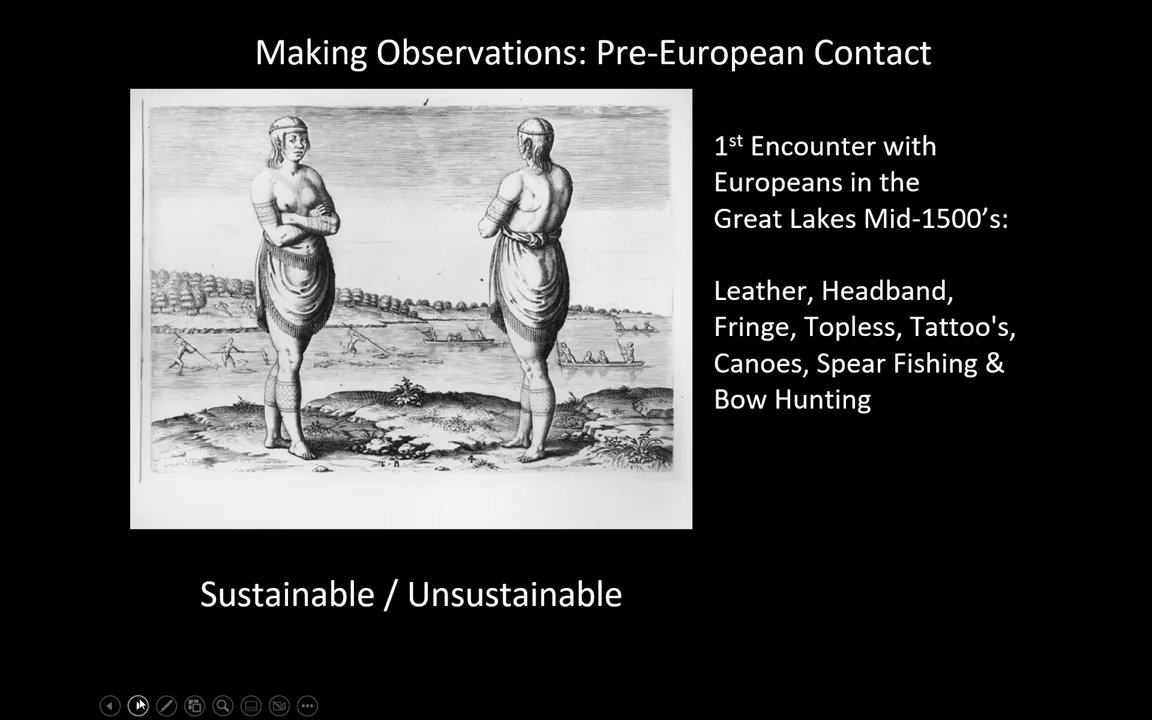 Making Observations: Pre-European Contact
1st Encounter with
Europeans in the
Great Lakes Mid-1500's:
Leather, Headband,
Fringe, Topless, Tattoo's,
Canoes, Spear Fishing &
Bow Hunting
Sustainable / Unsustainable